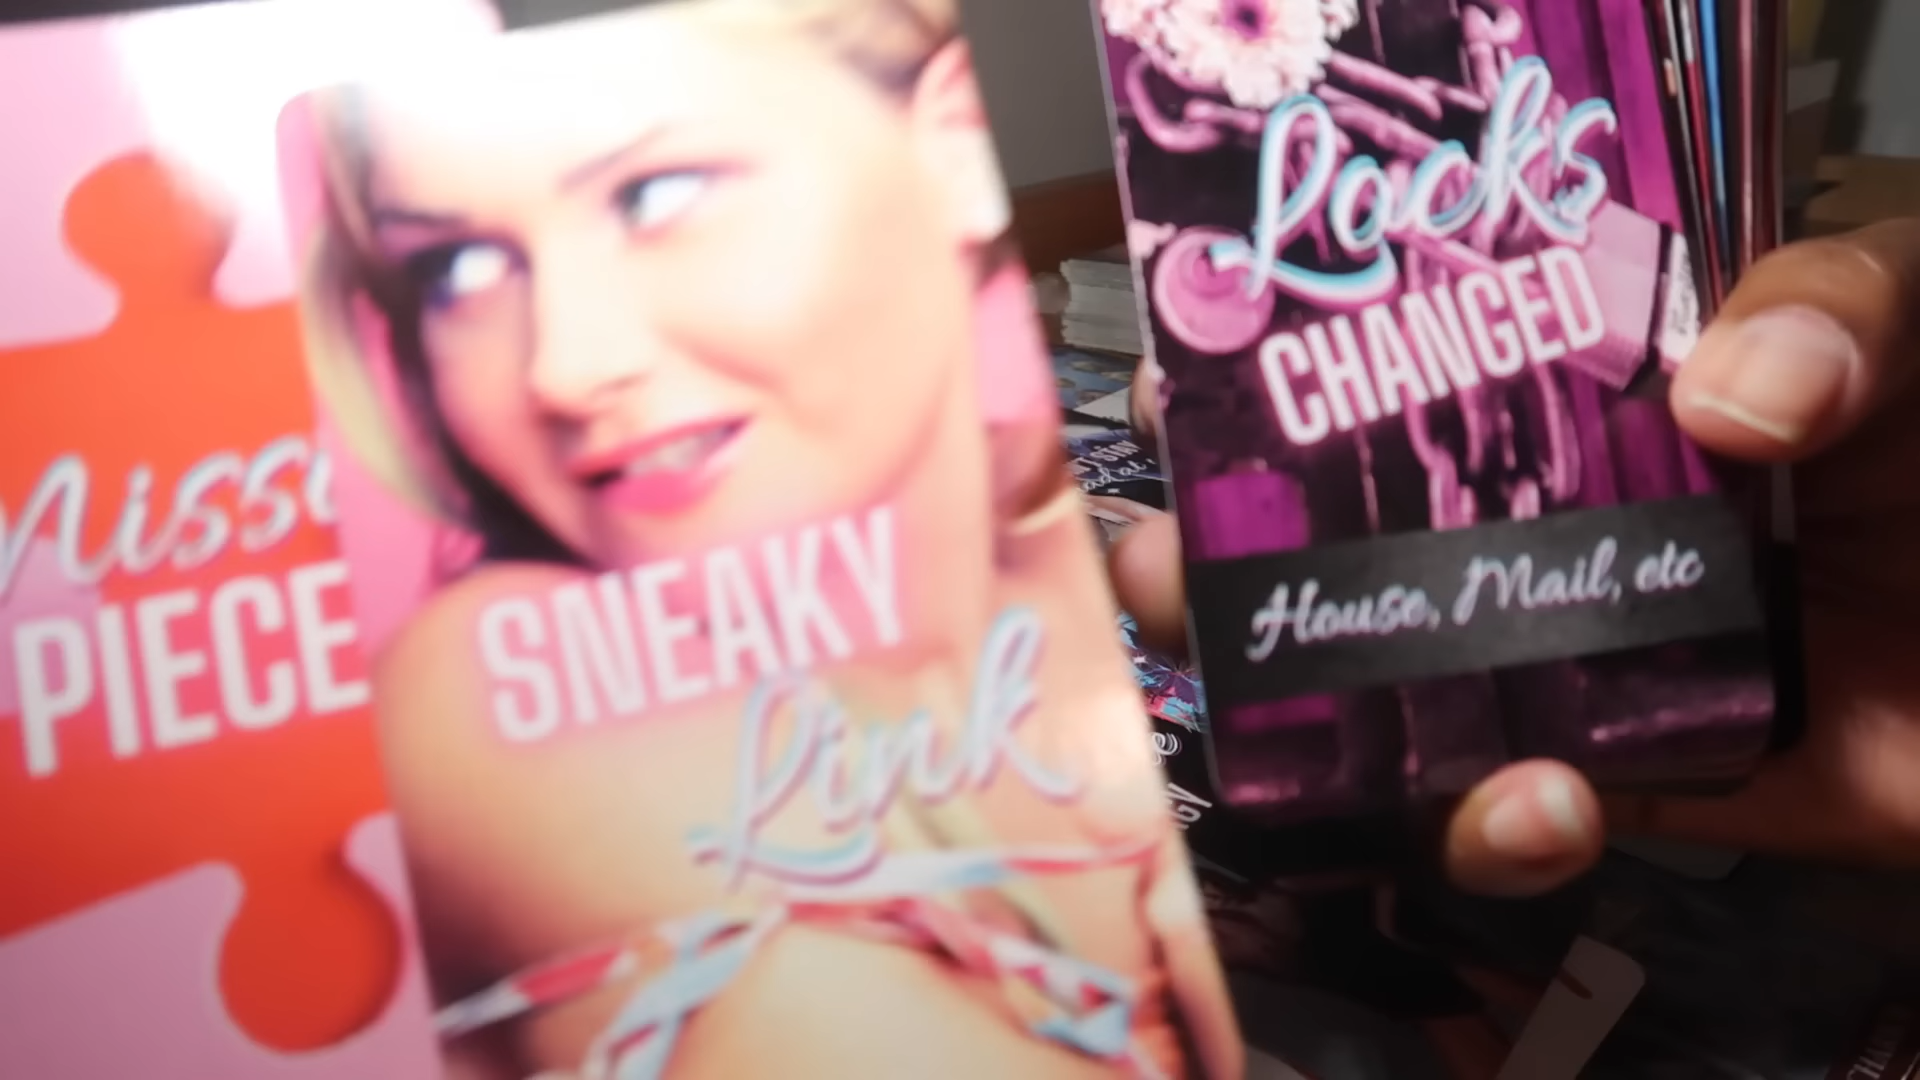 Missi
PIECE
SNEAKY
Link
Locks
CHANGED
House, Mail, etc